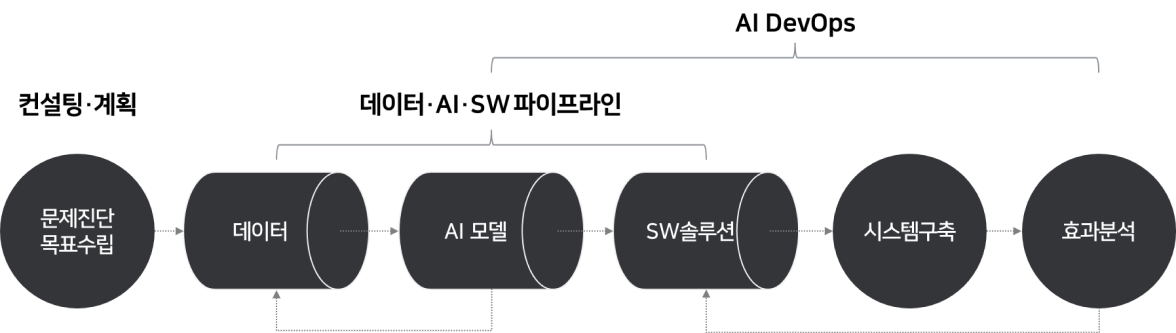 AI DevOps
컨설팅·계획
데이터·AI·SW파이프라인
문제진단
목표수립
데이터
AI 모델
SW솔루션
시스템구축
효과분석